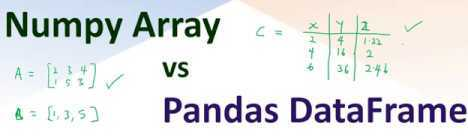 Numpy Array
vs
Pandas DataFrame
A = [2 3 4
1 5 3]
B = [1, 3, 5]
C =
x y z
2 4 1.22
4 16 2
6 36 2.46